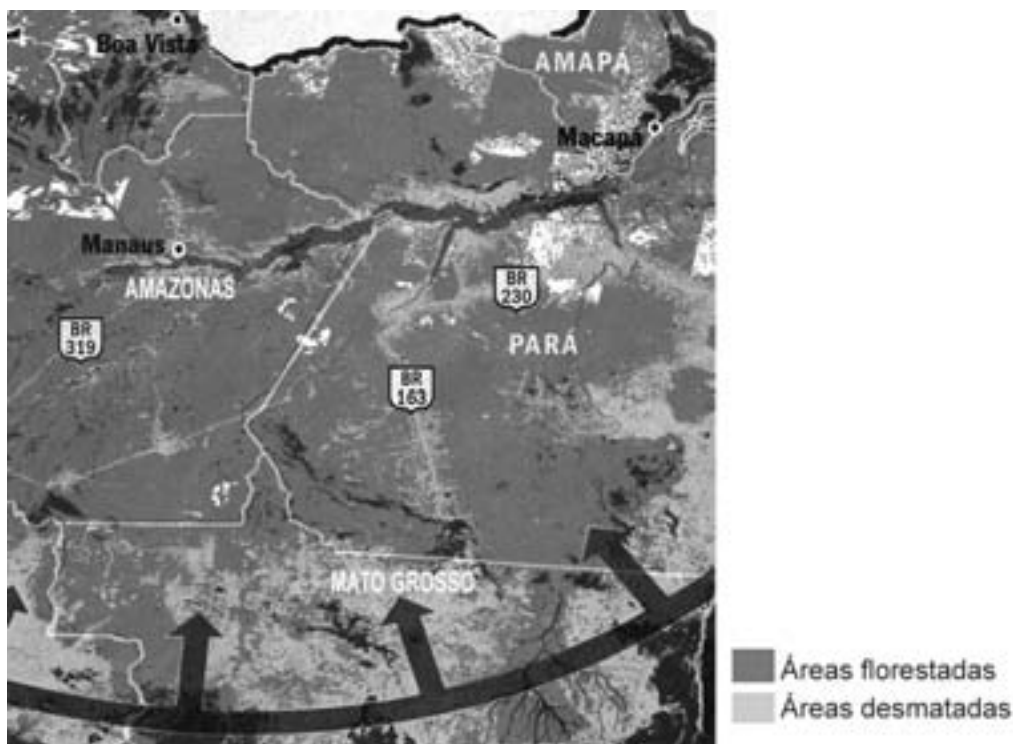 Boa Vista
AMAPÁ
Macapá
Manaus
AMAZONAS
BR
230
BR
319
PARÁ
BR
163
MATO GROSSO
Áreas florestadas
Áreas desmatadas